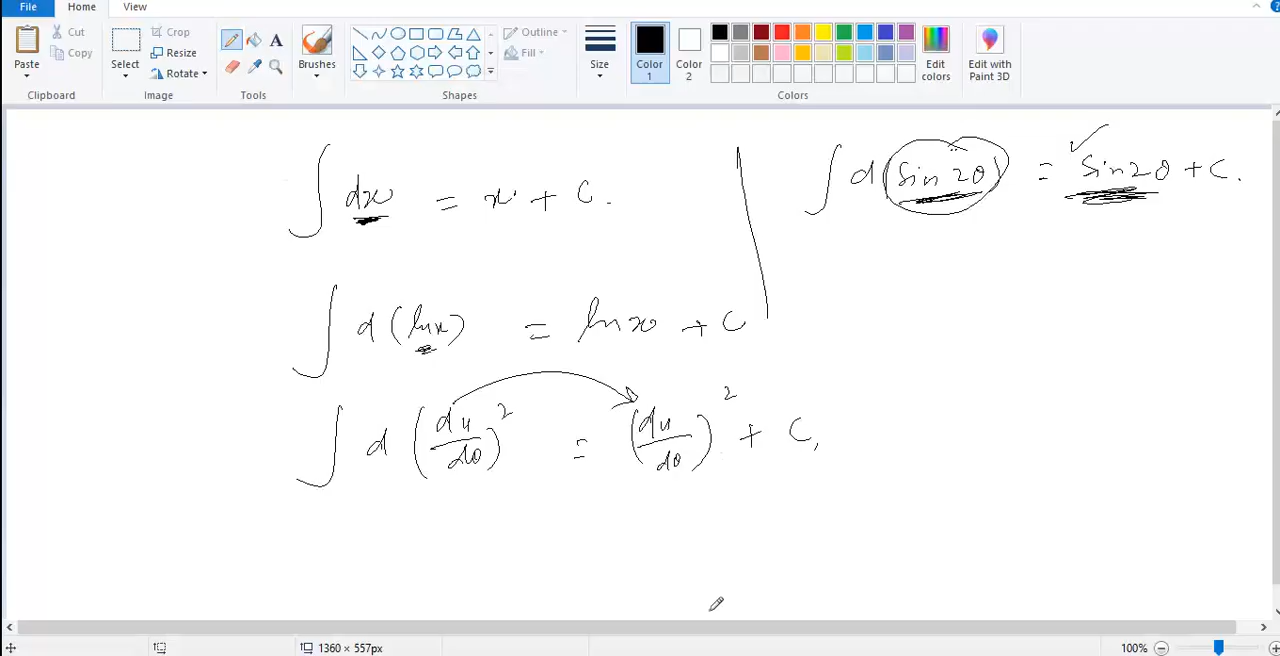 File Home View
Paste Cut Copy Clipboard
Select Crop Resize Rotate Image
A Tools
Brushes
Outline Fill Shapes
Size
Color 1 Color 2 Edit colors Colors
Edit with Paint 3D
∫ dx = x + C.
∫ d(sin 2θ) = sin2θ + C.
∫ d(ln x) = ln x + C
∫ d(du/dθ)² = (du/dθ)² + C,
1360 × 557px 100%